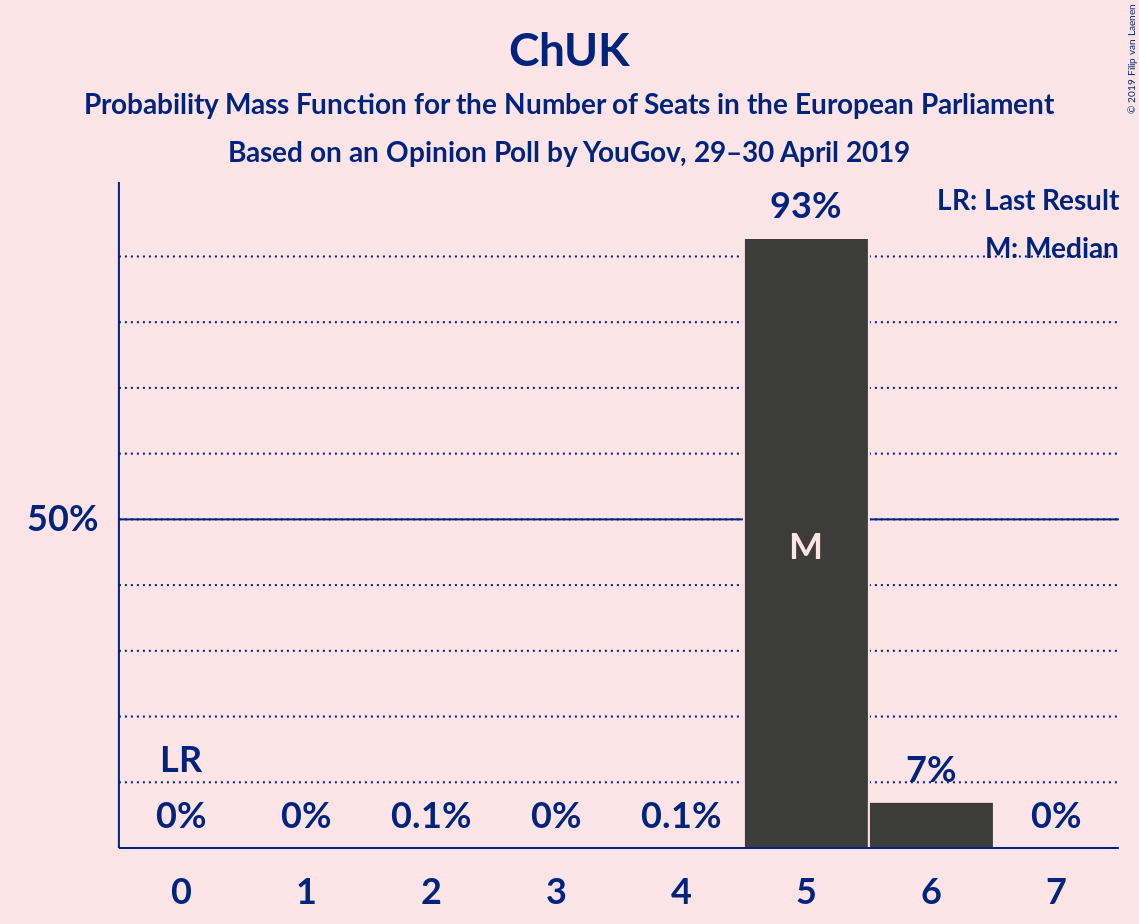 ChUK
Probability Mass Function for the Number of Seats in the European Parliament
Based on an Opinion Poll by YouGov, 29–30 April 2019
© 2019 Filip van Laenen
LR: Last Result
M: Median
93%
50%
M
LR
7%
0% 0% 0.1% 0% 0.1% 0%
0 1 2 3 4 5 6 7